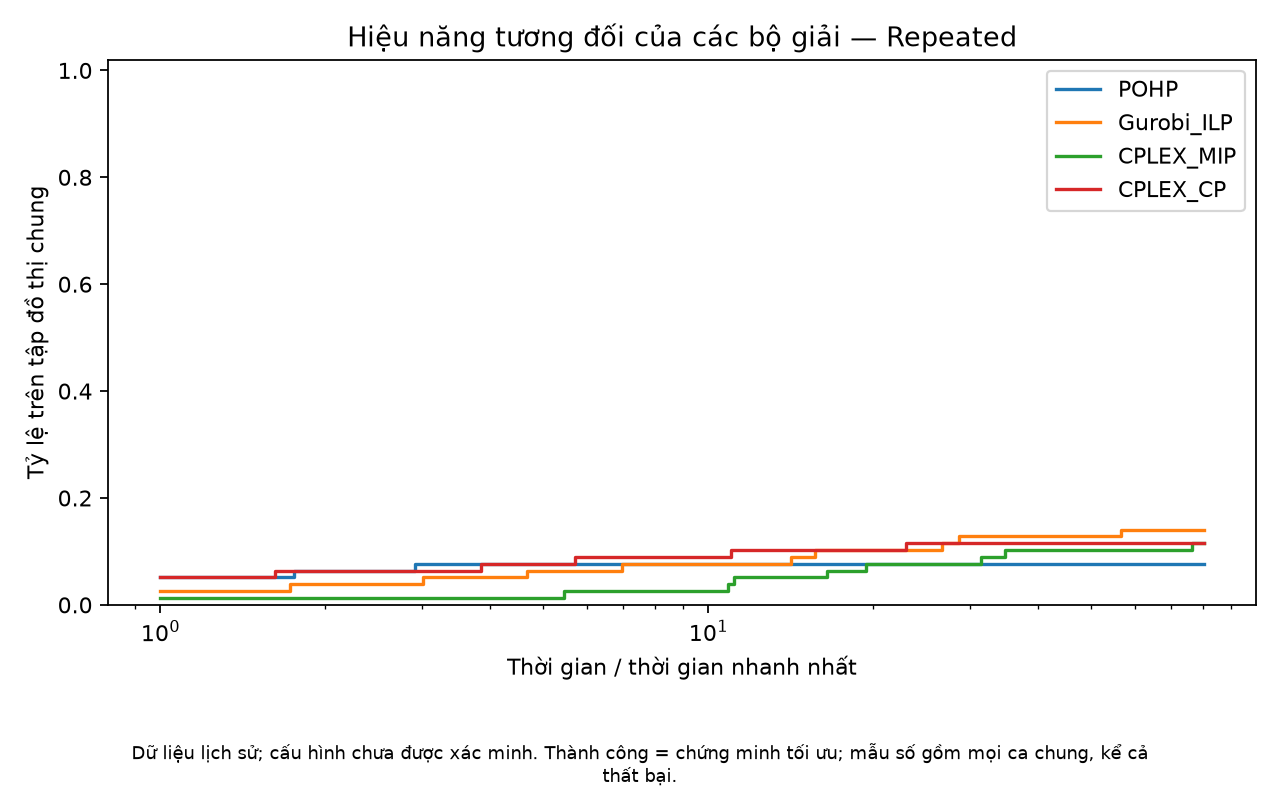 Hiệu năng tương đối của các bộ giải — Repeated
Tỷ lệ trên tập đồ thị chung
1.0
0.8
0.6
0.4
0.2
0.0
POHP
Gurobi_ILP
CPLEX_MIP
CPLEX_CP
10⁰
10¹
Thời gian / thời gian nhanh nhất
Dữ liệu lịch sử; cấu hình chưa được xác minh. Thành công = chứng minh tối ưu; mẫu số gồm mọi ca chung, kể cả
thất bại.